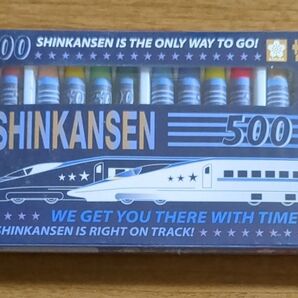 00 SHINKANSEN IS THE ONLY WAY TO GO!
SHINKANSEN 500
WE GET YOU THERE WITH TIME
SHINKANSEN IS RIGHT ON TRACK!